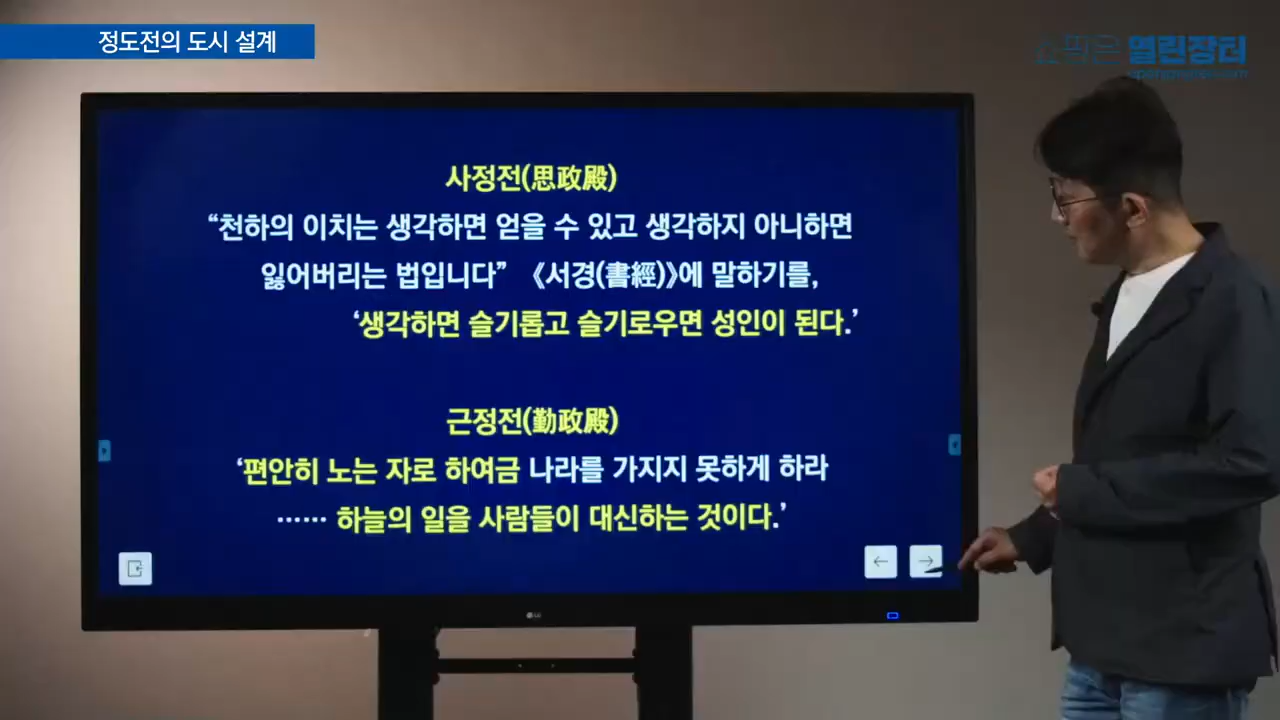 정도전의 도시 설계
쇼핑은 열린장터
사정전(思政殿)
“천하의 이치는 생각하면 얻을 수 있고 생각하지 아니하면
잃어버리는 법입니다” 《서경(書經)》에 말하기를,
‘생각하면 슬기롭고 슬기로우면 성인이 된다.’
근정전(勤政殿)
‘편안히 노는 자로 하여금 나라를 가지지 못하게 하라
…… 하늘의 일을 사람들이 대신하는 것이다.’
LG